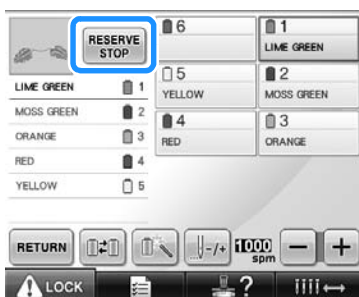 RESERVE
STOP
LIME GREEN 1
MOSS GREEN 2
ORANGE 3
RED 4
YELLOW 5
6
1
LIME GREEN
5
YELLOW
2
MOSS GREEN
4
RED
3
ORANGE
RETURN
-/+
1000
spm
- +
LOCK
?